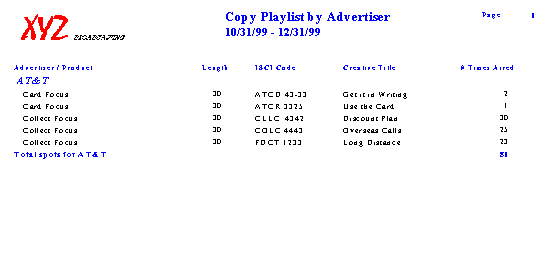 XYZ BROADCASTING
Copy Playlist by Advertiser
10/31/99 - 12/31/99
Page 1
Advertiser / Product Length ISCI Code Creative Title # Times Aired
AT&T
Card Focus 30 ATCD 43-33 Get it in Writing 2
Card Focus 30 ATCR 3325 Use the Card 1
Collect Focus 30 CLLC 4342 Discount Plan 30
Collect Focus 30 COLC 4443 Overseas Calls 25
Collect Focus 30 FDCT 1233 Long Distance 23
Total spots for AT&T 81